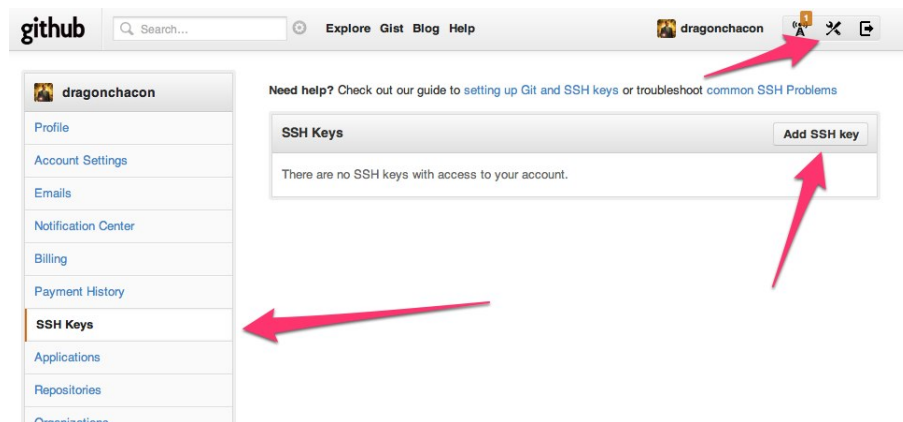 github Search... Explore Gist Blog Help dragonchacon 1
dragonchacon
Profile
Account Settings
Emails
Notification Center
Billing
Payment History
SSH Keys
Applications
Repositories
Organizations
Need help? Check out our guide to setting up Git and SSH keys or troubleshoot common SSH Problems
SSH Keys Add SSH key
There are no SSH keys with access to your account.